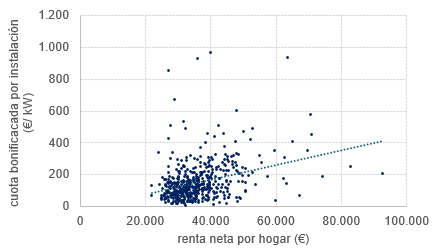 cuota bonificacada por instalación
(€/ kW)
1.200
1.000
800
600
400
200
0
0 20.000 40.000 60.000 80.000 100.000
renta neta por hogar (€)